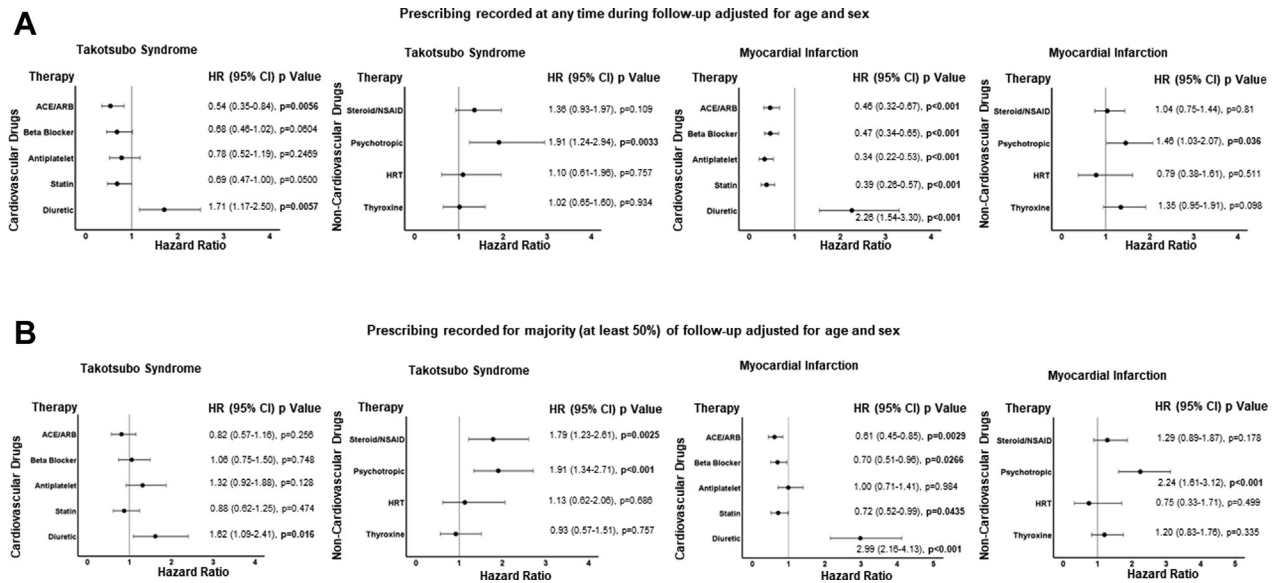 A
Prescribing recorded at any time during follow-up adjusted for age and sex
Takotsubo Syndrome
Therapy HR (95% CI) p Value
Cardiovascular Drugs
ACE/ARB 0.54 (0.35-0.84), p=0.0056
Beta Blocker 0.68 (0.46-1.02), p=0.0604
Antiplatelet 0.78 (0.52-1.19), p=0.2469
Statin 0.69 (0.47-1.00), p=0.0500
Diuretic 1.71 (1.17-2.50), p=0.0057
0 1 2 3 4
Hazard Ratio
Takotsubo Syndrome
Therapy HR (95% CI) p Value
Non-Cardiovascular Drugs
Steroid/NSAID 1.36 (0.93-1.97), p=0.109
Psychotropic 1.91 (1.24-2.94), p=0.0033
HRT 1.10 (0.61-1.96), p=0.757
Thyroxine 1.02 (0.65-1.60), p=0.934
0 1 2 3 4
Hazard Ratio
Myocardial Infarction
Therapy HR (95% CI) p Value
Cardiovascular Drugs
ACE/ARB 0.46 (0.32-0.67), p<0.001
Beta Blocker 0.47 (0.34-0.65), p<0.001
Antiplatelet 0.34 (0.22-0.53), p<0.001
Statin 0.39 (0.26-0.57), p<0.001
Diuretic 2.26 (1.54-3.30), p<0.001
0 1 2 3 4
Hazard Ratio
Myocardial Infarction
Therapy HR (95% CI) p Value
Non-Cardiovascular Drugs
Steroid/NSAID 1.04 (0.75-1.44), p=0.81
Psychotropic 1.46 (1.03-2.07), p=0.036
HRT 0.79 (0.38-1.61), p=0.511
Thyroxine 1.35 (0.95-1.91), p=0.098
0 1 2 3 4
Hazard Ratio
B
Prescribing recorded for majority (at least 50%) of follow-up adjusted for age and sex
Takotsubo Syndrome
Therapy HR (95% CI) p Value
Cardiovascular Drugs
ACE/ARB 0.82 (0.57-1.16), p=0.256
Beta Blocker 1.06 (0.75-1.50), p=0.748
Antiplatelet 1.32 (0.92-1.88), p=0.128
Statin 0.88 (0.62-1.25), p=0.474
Diuretic 1.62 (1.09-2.41), p=0.016
0 1 2 3 4
Hazard Ratio
Takotsubo Syndrome
Therapy HR (95% CI) p Value
Non-Cardiovascular Drugs
Steroid/NSAID 1.79 (1.23-2.61), p=0.0025
Psychotropic 1.91 (1.34-2.71), p<0.001
HRT 1.13 (0.62-2.06), p=0.686
Thyroxine 0.93 (0.57-1.51), p=0.757
0 1 2 3 4
Hazard Ratio
Myocardial Infarction
Therapy HR (95% CI) p Value
Cardiovascular Drugs
ACE/ARB 0.61 (0.45-0.85), p=0.0029
Beta Blocker 0.70 (0.51-0.96), p=0.0266
Antiplatelet 1.00 (0.71-1.41), p=0.984
Statin 0.72 (0.52-0.99), p=0.0435
Diuretic 2.99 (2.16-4.13), p<0.001
0 1 2 3 4 5
Hazard Ratio
Myocardial Infarction
Therapy HR (95% CI) p Value
Non-Cardiovascular Drugs
Steroid/NSAID 1.29 (0.89-1.87), p=0.178
Psychotropic 2.24 (1.61-3.12), p<0.001
HRT 0.75 (0.33-1.71), p=0.499
Thyroxine 1.20 (0.83-1.76), p=0.335
0 1 2 3 4 5
Hazard Ratio